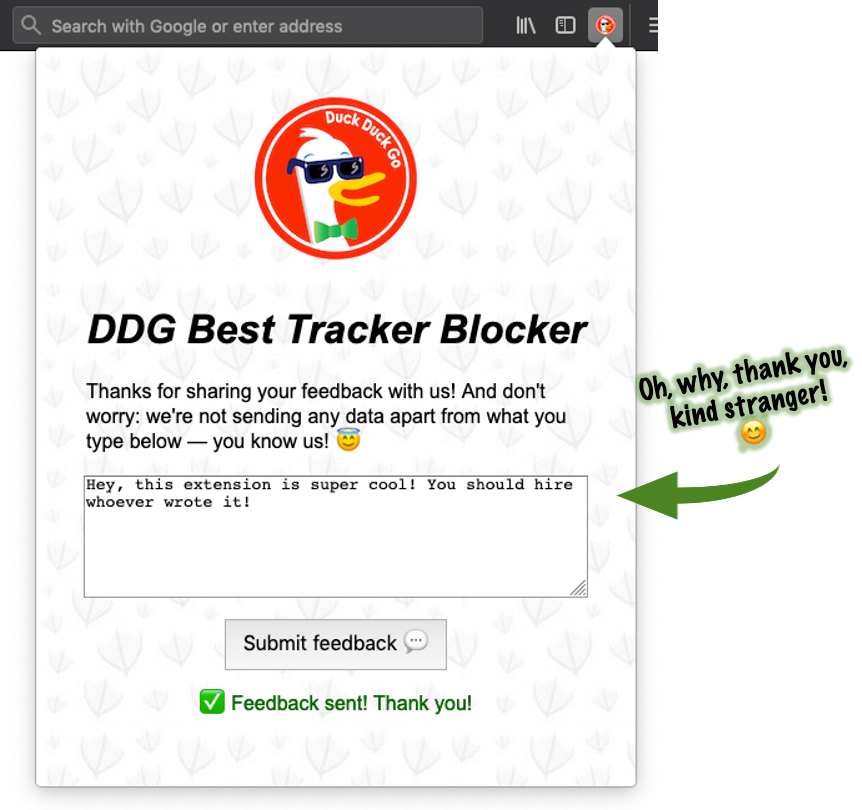 Search with Google or enter address
Duck Duck Go
DDG Best Tracker Blocker
Thanks for sharing your feedback with us! And don't
worry: we're not sending any data apart from what you
type below — you know us! 😇
Oh, why, thank you,
kind stranger!
😊
Hey, this extension is super cool! You should hire
whoever wrote it!
Submit feedback 💬
✅ Feedback sent! Thank you!